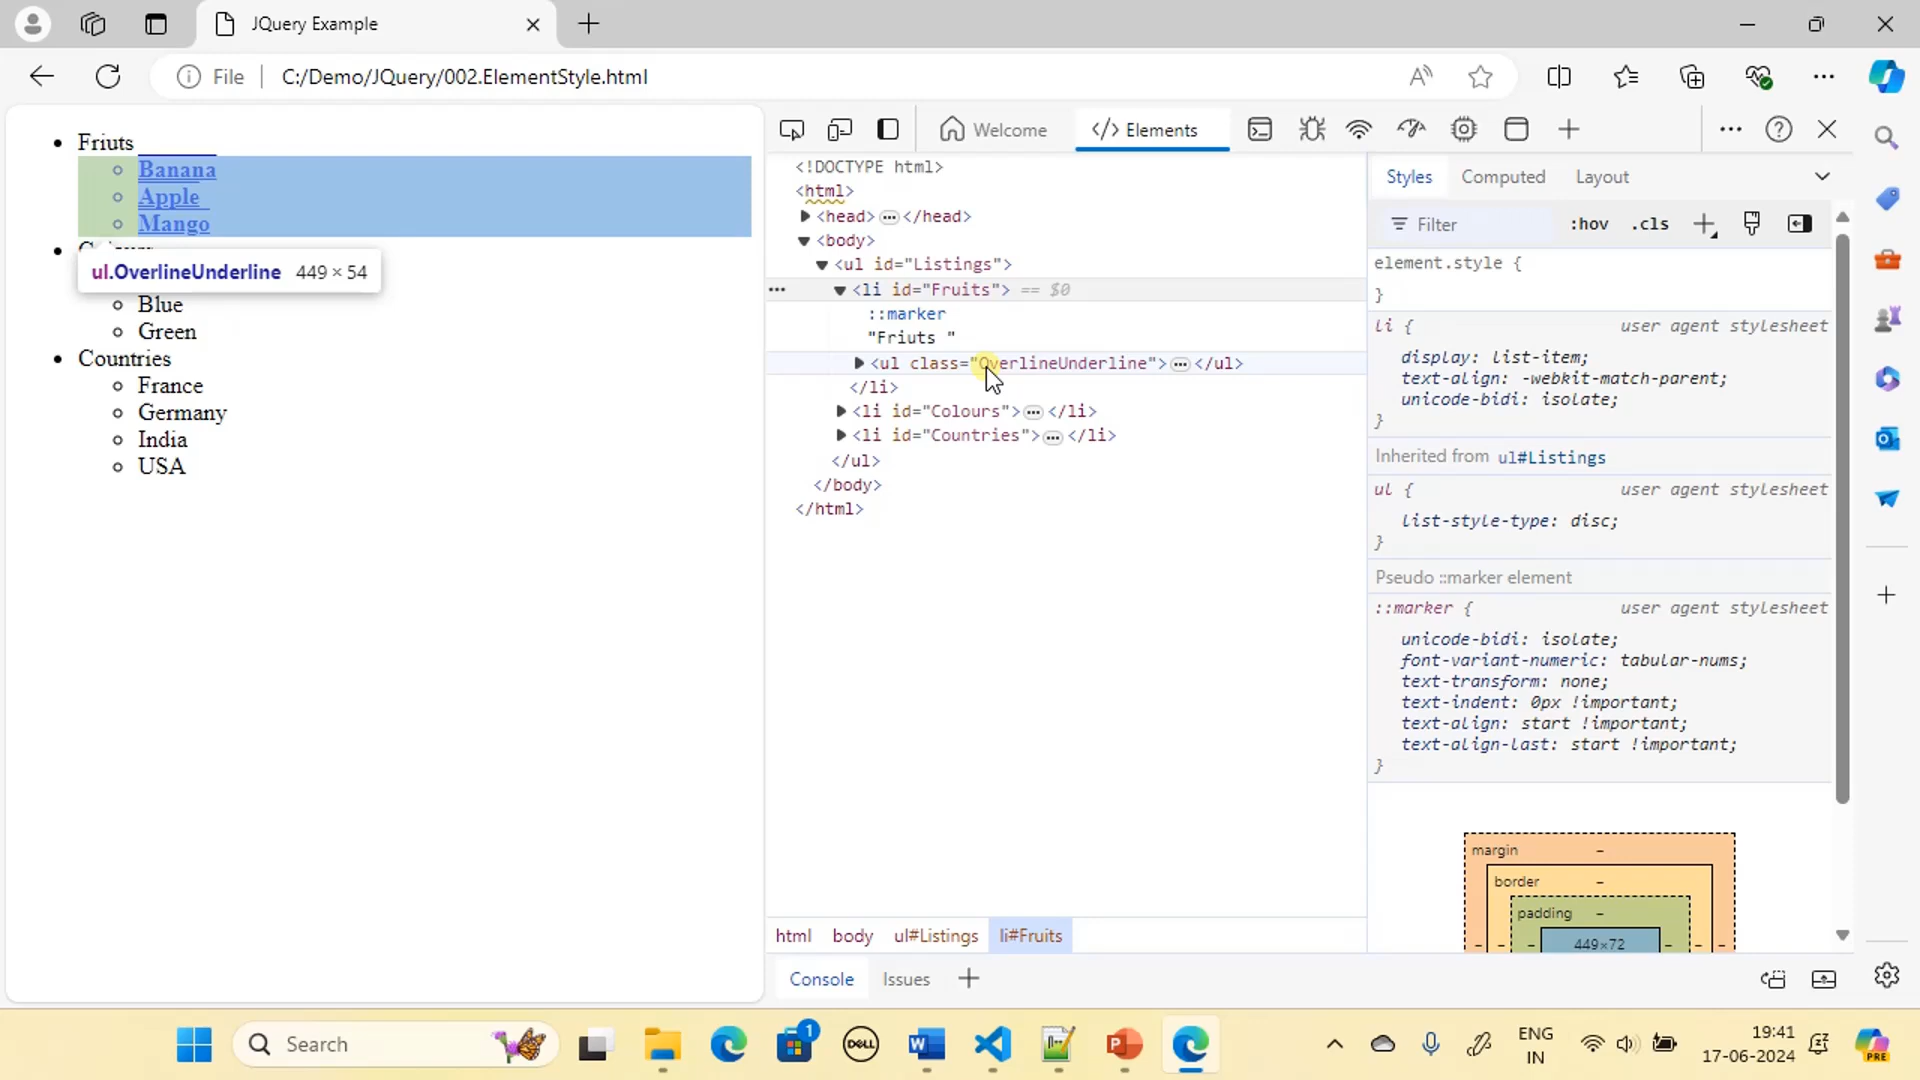 JQuery Example
File
C:/Demo/JQuery/002.ElementStyle.html
Friuts
Banana
Apple
Mango
ul.OverlineUnderline 449 × 54
Blue
Green
Countries
France
Germany
India
USA
Welcome
Elements
<!DOCTYPE html>
<html>
<head> ••• </head>
<body>
<ul id="Listings">
••• <li id="Fruits"> == $0
::marker
"Friuts "
<ul class="OverlineUnderline"> ••• </ul>
</li>
<li id="Colours"> ••• </li>
<li id="Countries"> ••• </li>
</ul>
</body>
</html>
html body ul#Listings li#Fruits
Styles Computed Layout
Filter :hov .cls
element.style {
}
li { user agent stylesheet
display: list-item;
text-align: -webkit-match-parent;
unicode-bidi: isolate;
}
Inherited from ul#Listings
ul { user agent stylesheet
list-style-type: disc;
}
Pseudo ::marker element
::marker { user agent stylesheet
unicode-bidi: isolate;
font-variant-numeric: tabular-nums;
text-transform: none;
text-indent: 0px !important;
text-align: start !important;
text-align-last: start !important;
}
margin –
border –
padding –
– – – 449×72 – – –
Console Issues
Search
1
DELL
ENG
IN
19:41
17-06-2024
PRE